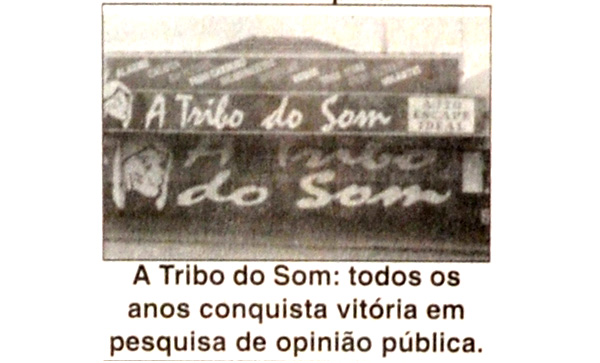 A Tribo do Som
AUTO
ESCAPE
IDEAL
A Tribo
do Som
A Tribo do Som: todos os
anos conquista vitória em
pesquisa de opinião pública.